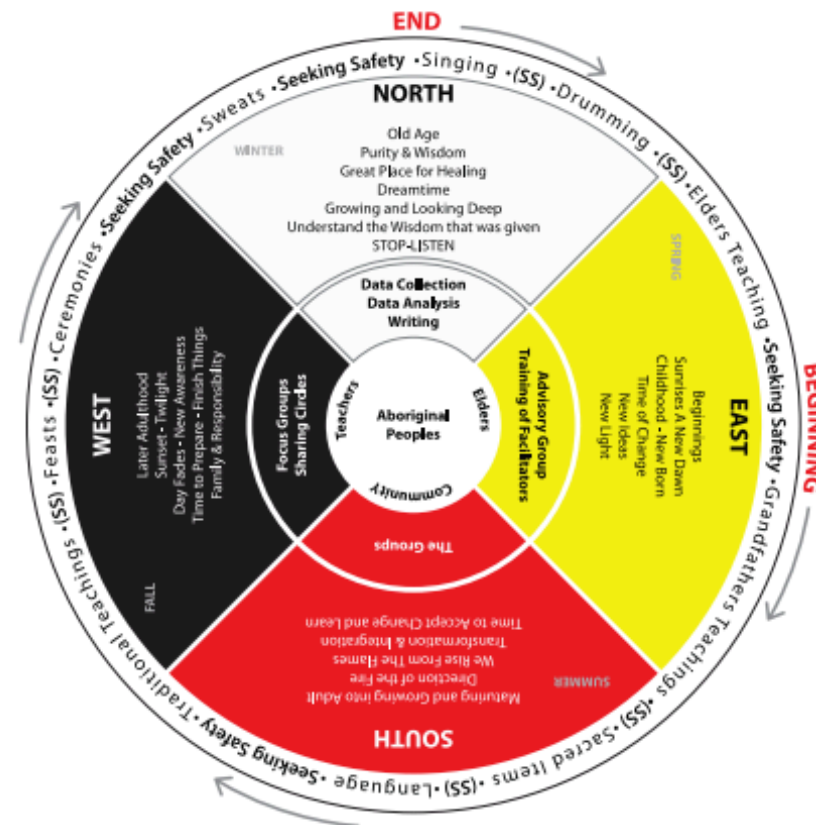 END
BEGINNING
•Singing •(SS) •Drumming •(SS)•Elders Teaching •Seeking Safety• Grandfathers Teachings •(SS)• Sacred Items • (SS)•Language • Seeking Safety• Traditional Teachings •(SS) •Feasts •(SS) •Ceremonies •Seeking Safety •Sweats •Seeking Safety
NORTH
WINTER
Old Age
Purity & Wisdom
Great Place for Healing
Dreamtime
Growing and Looking Deep
Understand the Wisdom that was given
STOP-LISTEN
Data Collection
Data Analysis
Writing
EAST
SPRING
Beginnings
Sunrises A New Dawn
Childhood - New Born
Time of Change
New Ideas
New Light
Advisory Group
Training of Facilitators
SOUTH
SUMMER
Maturing and Growing into Adult
Direction of the Fire
We Rise From The Flames
Transformation & Integration
Time to Accept Change and Learn
The Groups
WEST
FALL
Later Adulthood
Sunset - Twilight
Day Fades - New Awareness
Time to Prepare - Finish Things
Family & Responsibility
Focus Groups
Sharing Circles
Teachers
Elders
Community
Aboriginal
Peoples